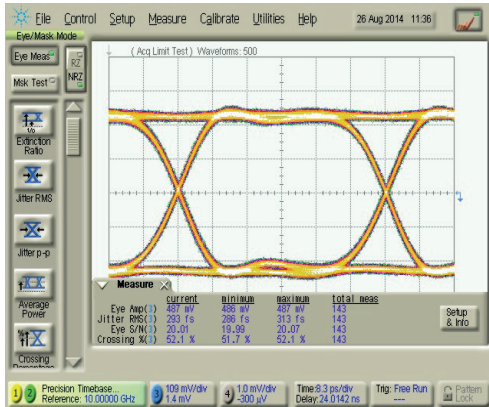 File Control Setup Measure Calibrate Utilities Help 26 Aug 2014 11:36
Eye/Mask Mode
Eye Meas
RZ
Msk Test
NRZ
( Acq Limit Test ) Waveforms: 500
Extinction
Ratio
Jitter RMS
Jitter p-p
Average
Power
Crossing
Percentage
Measure
current minimum maximum total meas
Eye Amp(3) 487 mV 486 mV 487 mV 143
Jitter RMS(3) 293 fs 286 fs 313 fs 143
Eye S/N(3) 20.01 19.99 20.07 143
Crossing %(3) 52.1 % 51.7 % 52.1 % 143
Setup
& Info
1 2 Precision Timebase...
Reference: 10.00000 GHz
3 109 mV/div
1.4 mV
4 1.0 mV/div
-300 µV
Time:8.3 ps/div
Delay:24.0142 ns
Trig: Free Run
---
Pattern
Lock